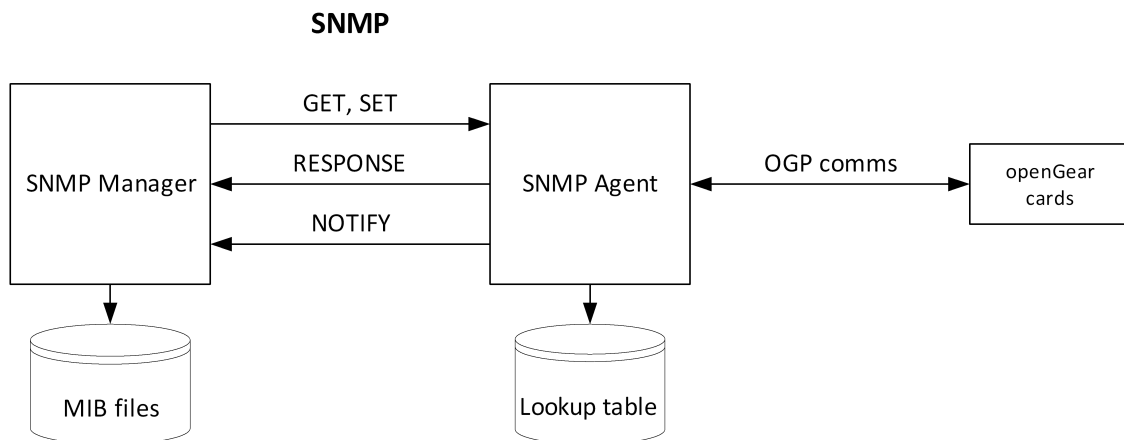 SNMP
GET, SET
SNMP Manager
RESPONSE
NOTIFY
SNMP Agent
OGP comms
openGear
cards
MIB files
Lookup table